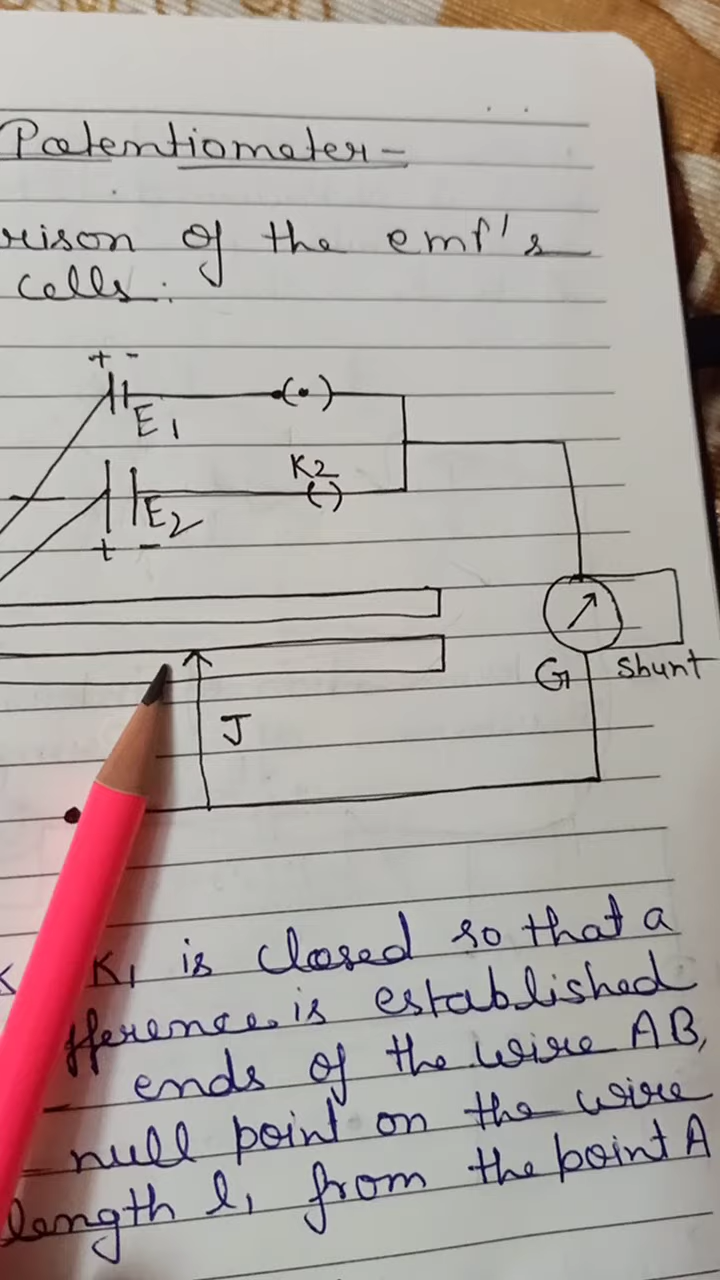 Potentiometer -
rison of the emf's
cells.
+ -
E1
K2
( )
E2
+ -
G
Shunt
J
K1 is closed so that a
fference is established
ends of the wire AB,
null point on the wire
length l1 from the point A